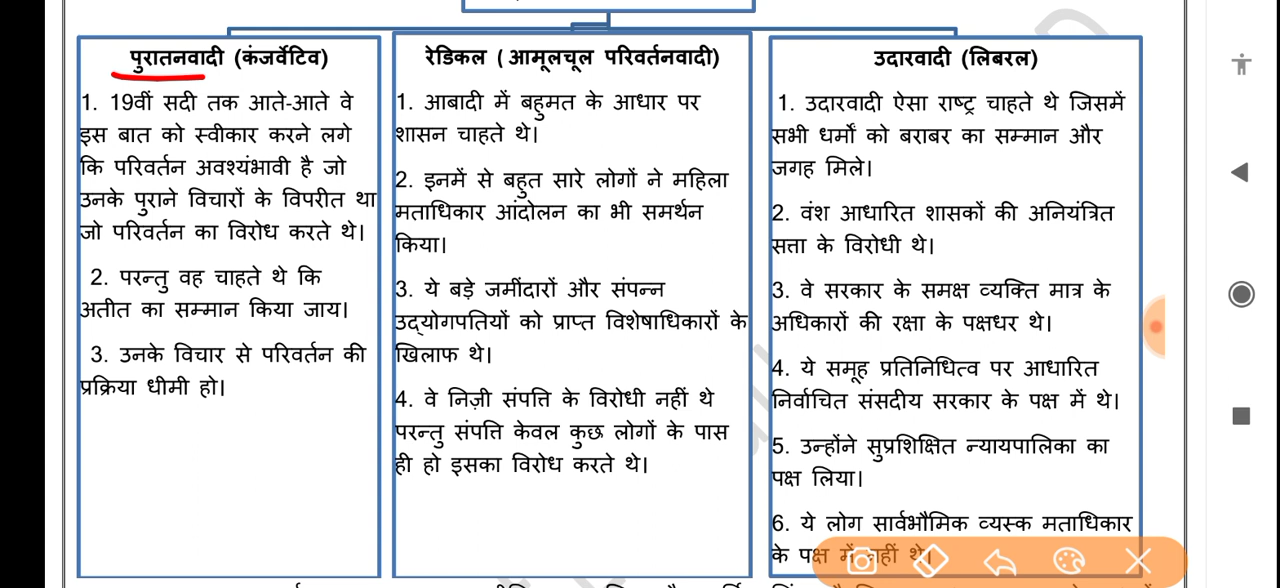 पुरातनवादी (कंजर्वेटिव)
1. 19वीं सदी तक आते-आते वे
इस बात को स्वीकार करने लगे
कि परिवर्तन अवश्यंभावी है जो
उनके पुराने विचारों के विपरीत था
जो परिवर्तन का विरोध करते थे।
2. परन्तु वह चाहते थे कि
अतीत का सम्मान किया जाय।
3. उनके विचार से परिवर्तन की
प्रक्रिया धीमी हो।
रेडिकल ( आमूलचूल परिवर्तनवादी)
1. आबादी में बहुमत के आधार पर
शासन चाहते थे।
2. इनमें से बहुत सारे लोगों ने महिला
मताधिकार आंदोलन का भी समर्थन
किया।
3. ये बड़े जमींदारों और संपन्न
उद्योगपतियों को प्राप्त विशेषाधिकारों के
खिलाफ थे।
4. वे निज़ी संपत्ति के विरोधी नहीं थे
परन्तु संपत्ति केवल कुछ लोगों के पास
ही हो इसका विरोध करते थे।
उदारवादी (लिबरल)
1. उदारवादी ऐसा राष्ट्र चाहते थे जिसमें
सभी धर्मों को बराबर का सम्मान और
जगह मिले।
2. वंश आधारित शासकों की अनियंत्रित
सत्ता के विरोधी थे।
3. वे सरकार के समक्ष व्यक्ति मात्र के
अधिकारों की रक्षा के पक्षधर थे।
4. ये समूह प्रतिनिधित्व पर आधारित
निर्वाचित संसदीय सरकार के पक्ष में थे।
5. उन्होंने सुप्रशिक्षित न्यायपालिका का
पक्ष लिया।
6. ये लोग सार्वभौमिक व्यस्क मताधिकार
के पक्ष में नहीं थे।